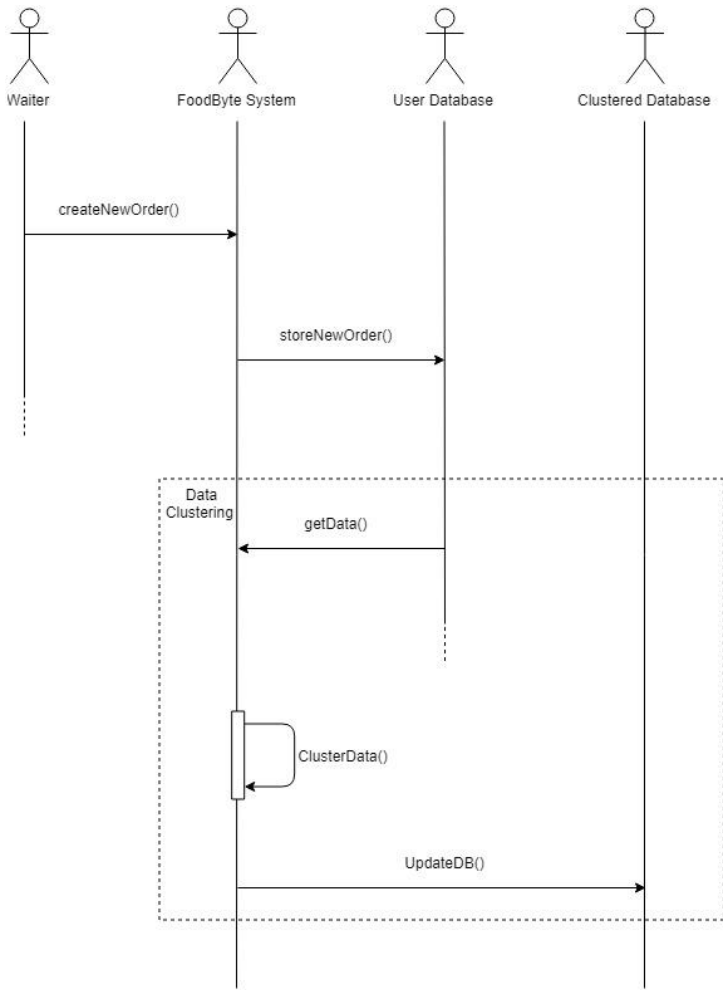 Waiter
FoodByte System
User Database
Clustered Database
createNewOrder()
storeNewOrder()
Data
Clustering
getData()
ClusterData()
UpdateDB()